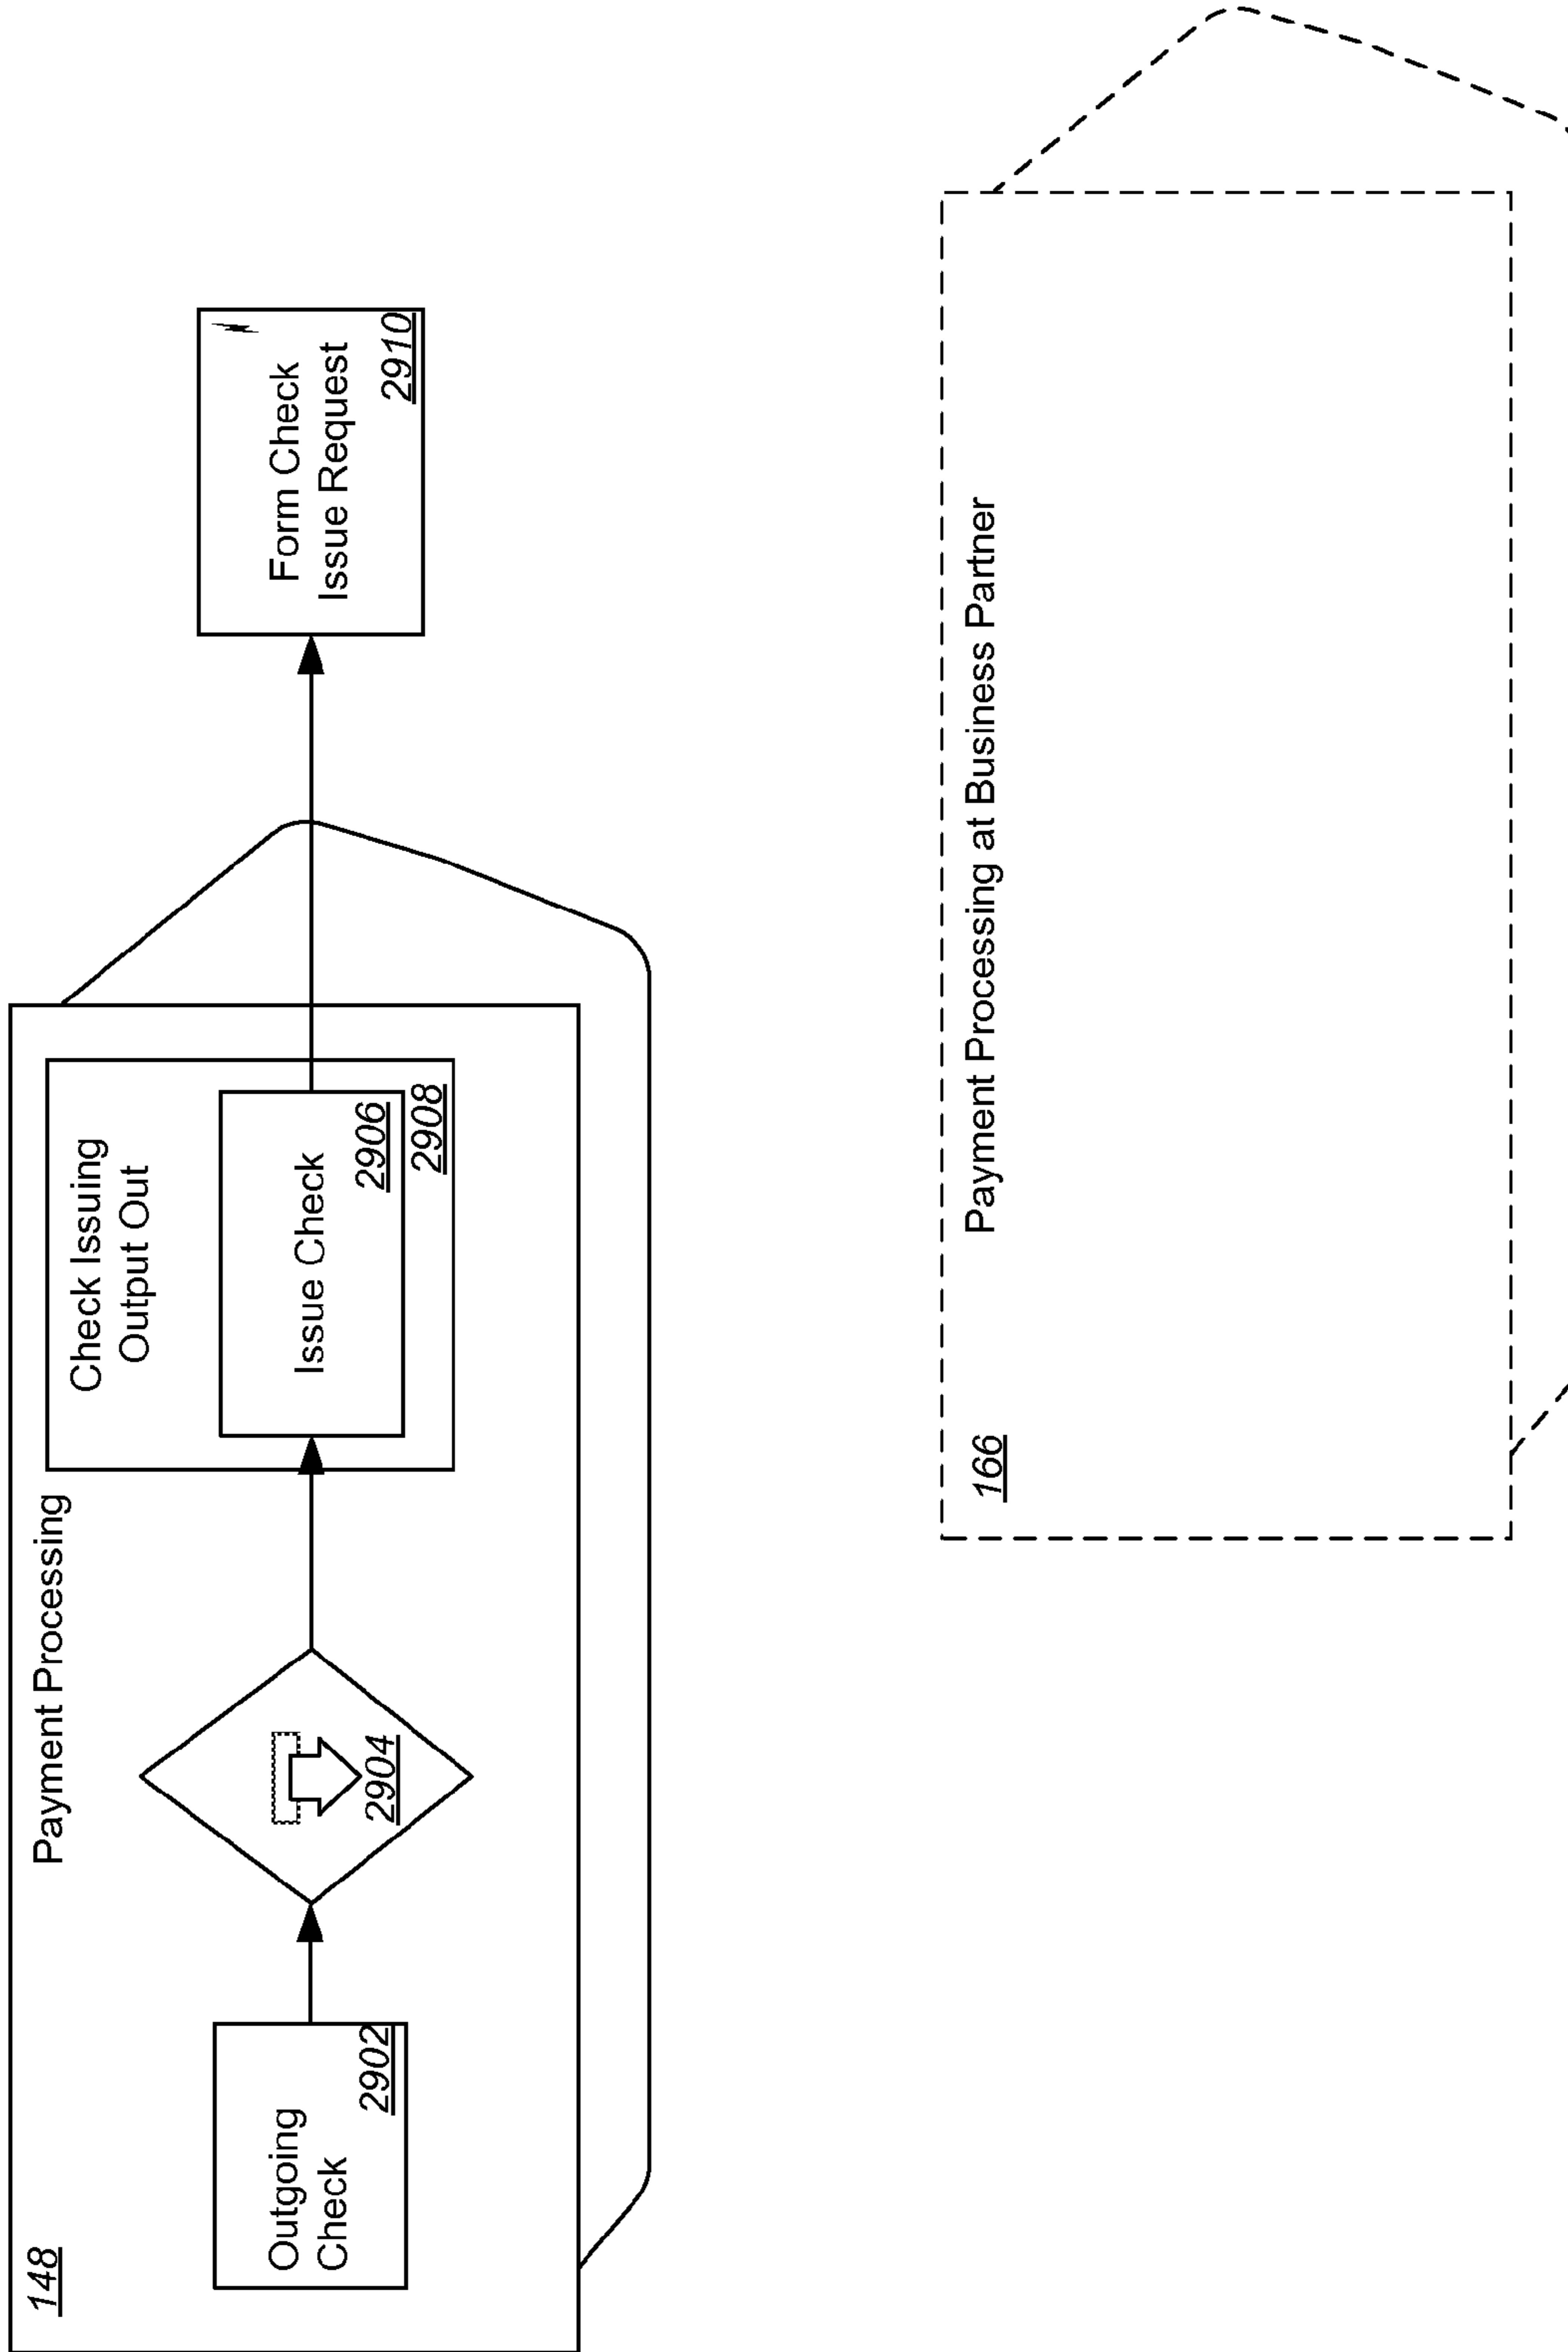 148
Payment Processing
Outgoing
Check
2902
2904
Check Issuing
Output Out
Issue Check
2906
2908
Form Check
Issue Request
2910
166
Payment Processing at Business Partner